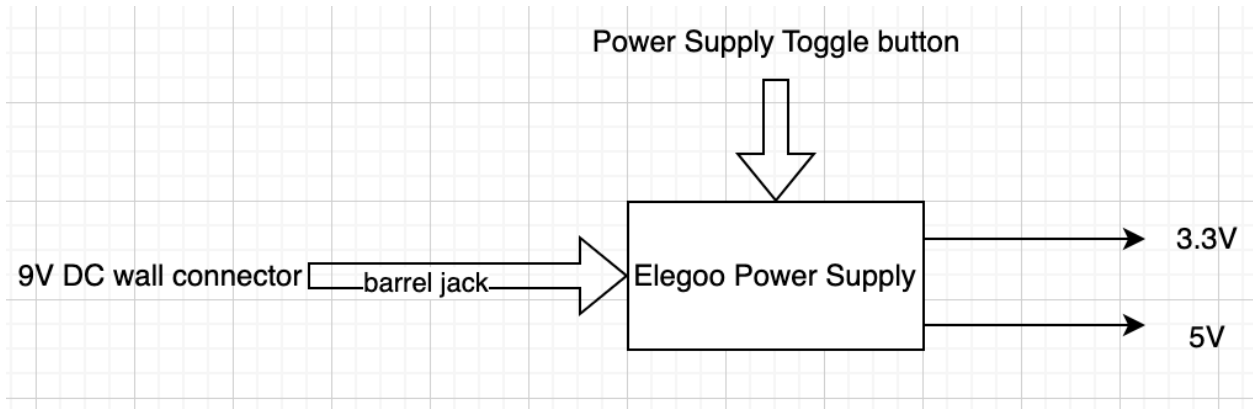 Power Supply Toggle button
9V DC wall connector
barrel jack
Elegoo Power Supply
3.3V
5V